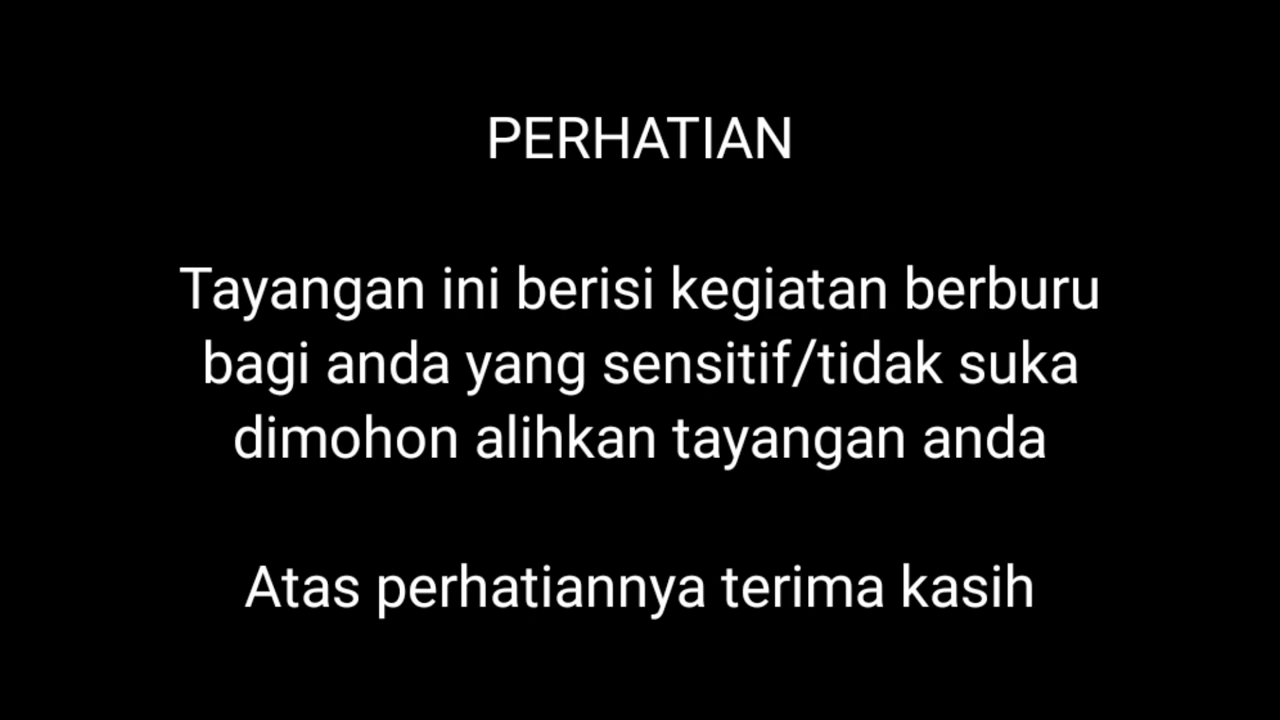 PERHATIAN
Tayangan ini berisi kegiatan berburu
bagi anda yang sensitif/tidak suka
dimohon alihkan tayangan anda
Atas perhatiannya terima kasih